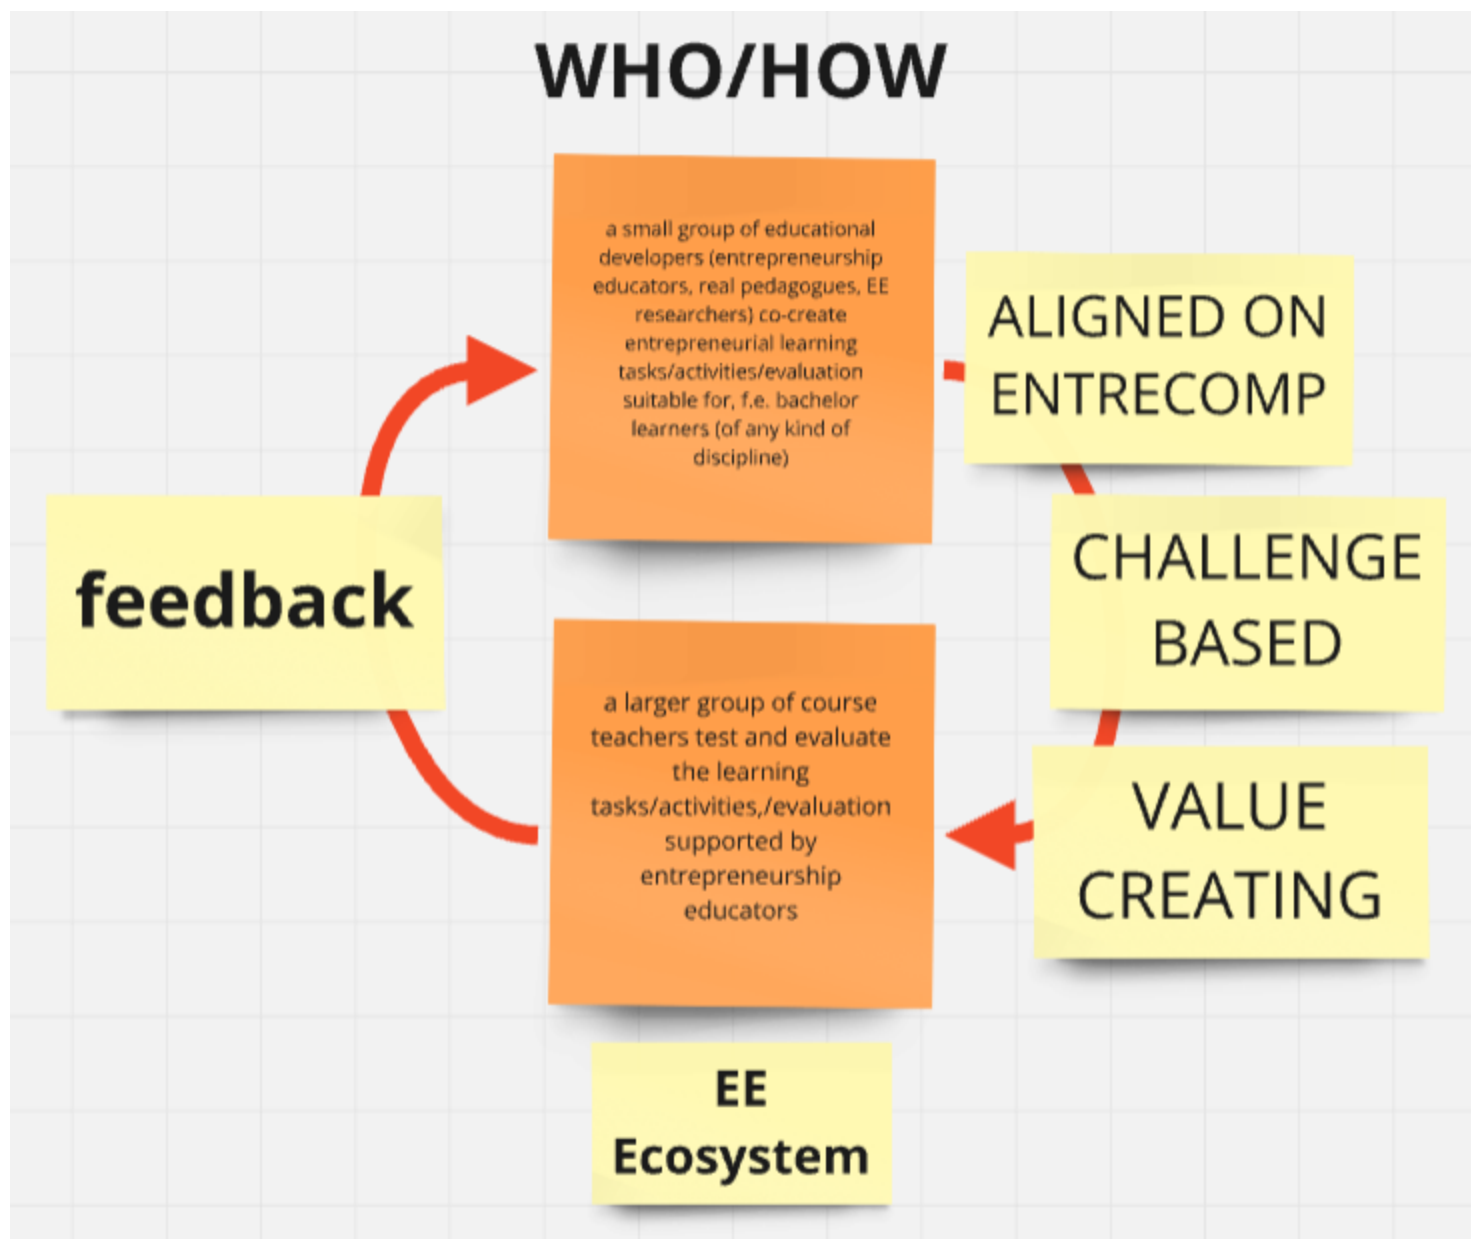 WHO/HOW
a small group of educational
developers (entrepreneurship
educators, real pedagogues, EE
researchers) co-create
entrepreneurial learning
tasks/activities/evaluation
suitable for, f.e. bachelor
learners (of any kind of
discipline)
ALIGNED ON
ENTRECOMP
CHALLENGE
BASED
VALUE
CREATING
feedback
a larger group of course
teachers test and evaluate
the learning
tasks/activities,/evaluation
supported by
entrepreneurship
educators
EE
Ecosystem